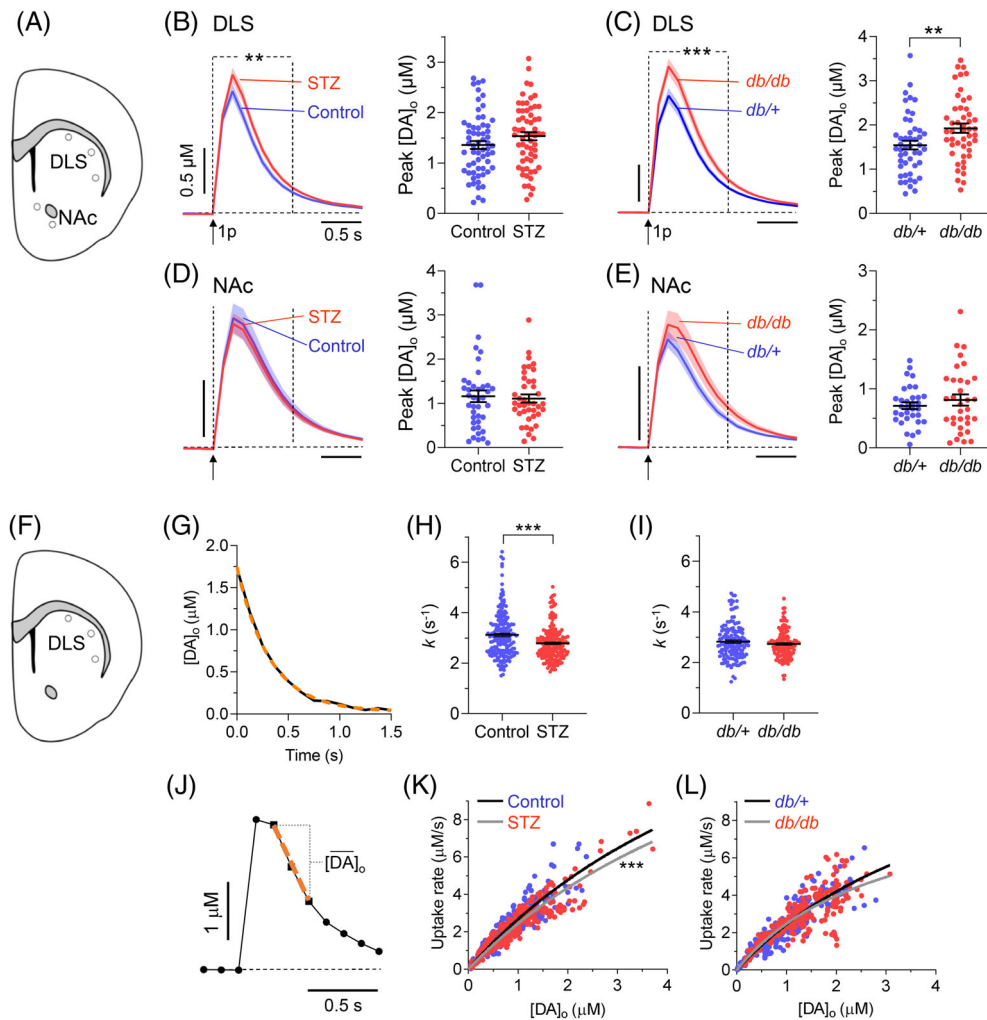 (A)
DLS
NAc
(B) DLS
**
STZ
Control
0.5 µM
1p
0.5 s
Peak [DA]o (µM)
3
2
1
0
Control STZ
(C) DLS
***
db/db
db/+
1p
**
Peak [DA]o (µM)
4
3
2
1
0
db/+ db/db
(D) NAc
STZ
Control
Peak [DA]o (µM)
4
3
2
1
0
Control STZ
(E) NAc
db/db
db/+
Peak [DA]o (µM)
3
2
1
0
db/+ db/db
(F)
DLS
(G)
[DA]o (µM)
2.0
1.5
1.0
0.5
0.0
0.0 0.5 1.0 1.5
Time (s)
(H)
***
k (s-1)
6
4
2
0
Control STZ
(I)
k (s-1)
6
4
2
0
db/+ db/db
(J)
[DA]o
1 µM
0.5 s
(K)
Control
STZ
***
Uptake rate (µM/s)
8
6
4
2
0
0 1 2 3 4
[DA]o (µM)
(L)
db/+
db/db
Uptake rate (µM/s)
8
6
4
2
0
0 1 2 3 4
[DA]o (µM)